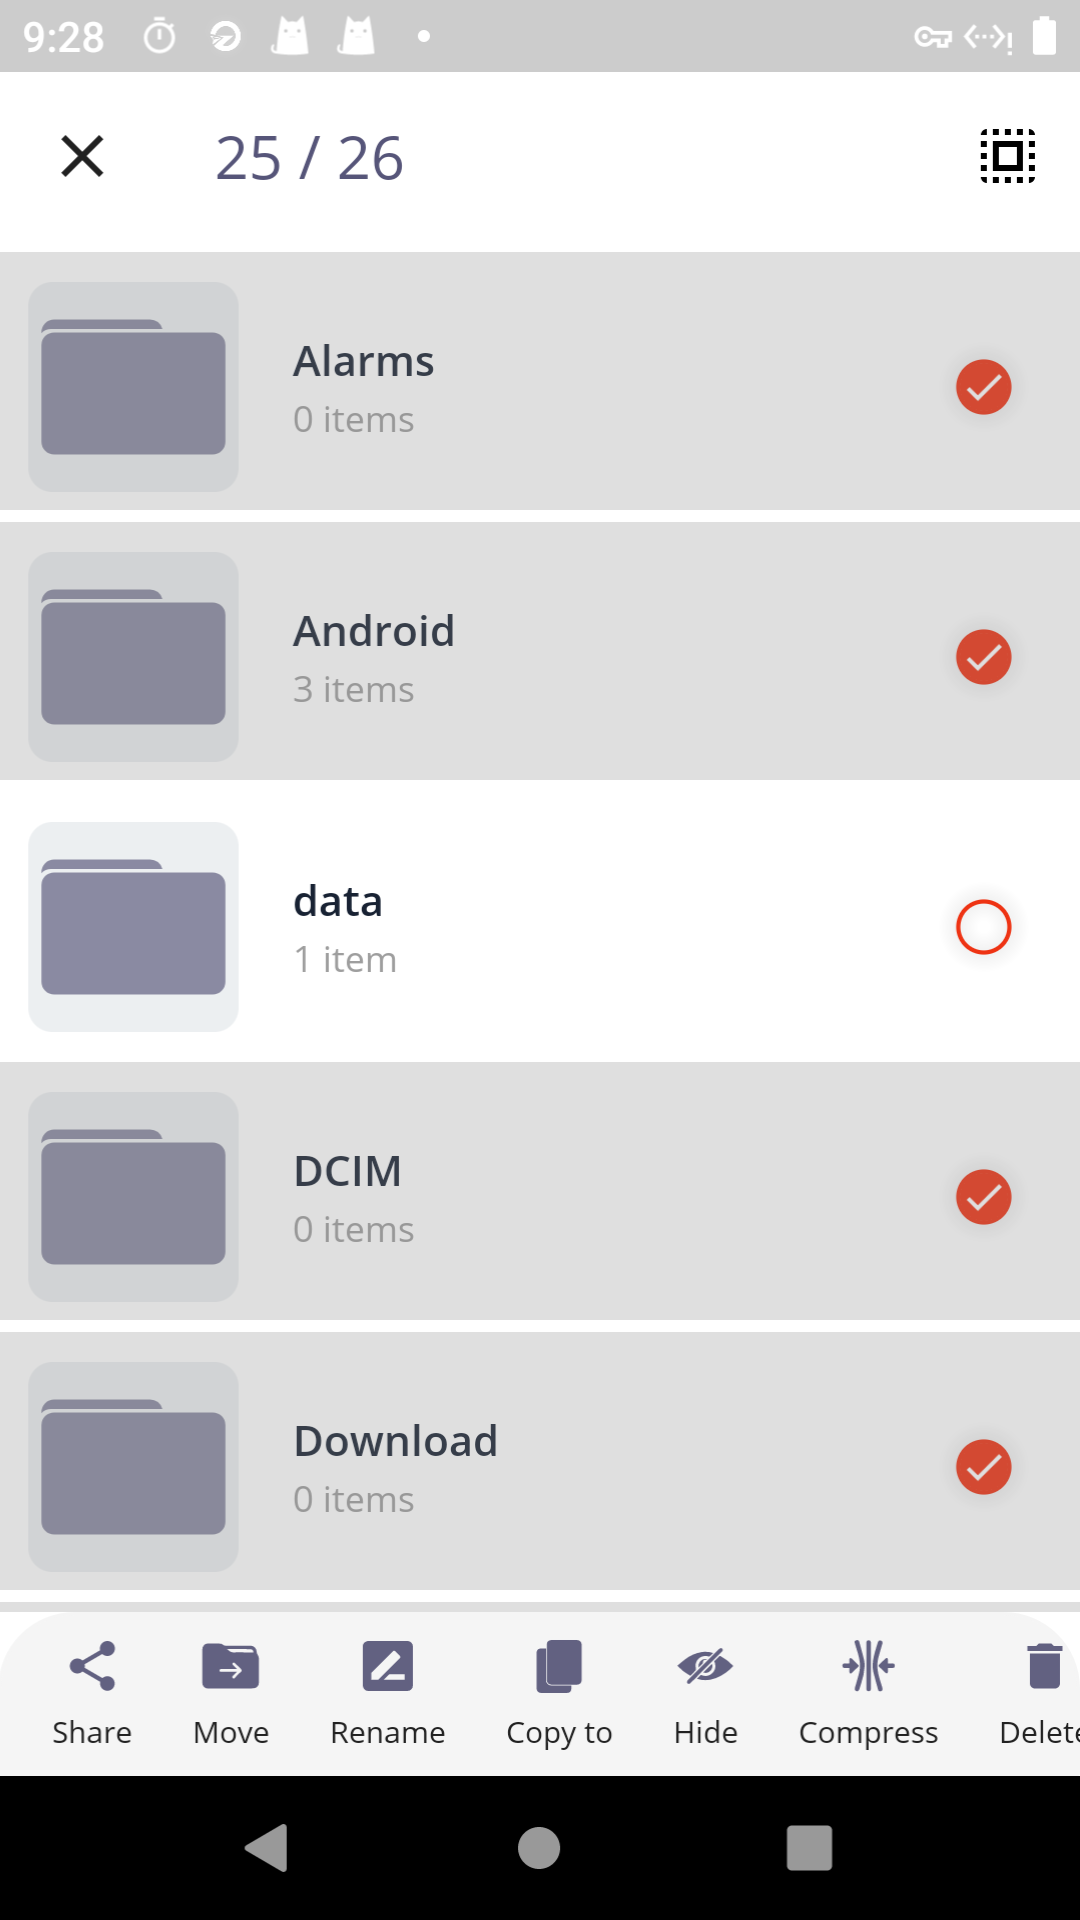 9:28
25 / 26
Alarms
0 items
Android
3 items
data
1 item
DCIM
0 items
Download
0 items
Share Move Rename Copy to Hide Compress Delete